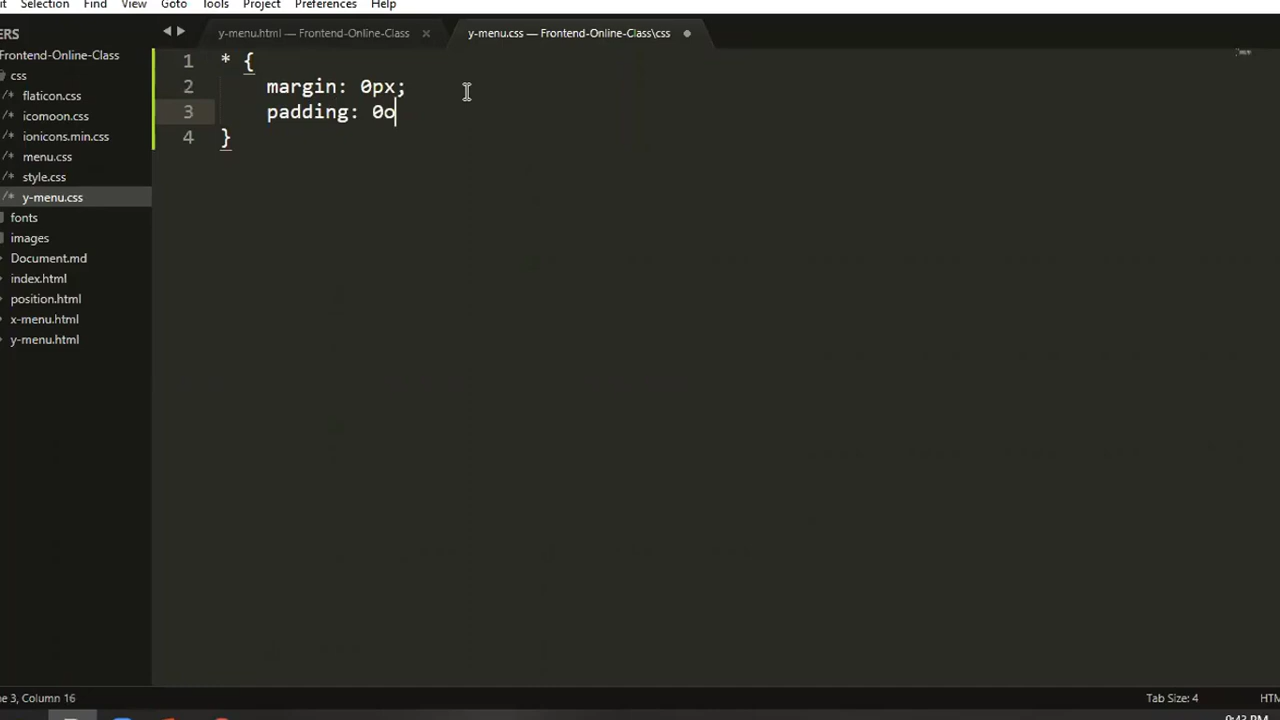 Selection Find View Goto Tools Project Preferences Help
y-menu.html — Frontend-Online-Class × y-menu.css — Frontend-Online-Class\css
Frontend-Online-Class
css
/* flaticon.css
/* icomoon.css
/* ionicons.min.css
/* menu.css
/* style.css
/* y-menu.css
fonts
images
Document.md
index.html
position.html
x-menu.html
y-menu.html
1 * {
2 margin: 0px;
3 padding: 0o
4 }
3, Column 16 Tab Size: 4